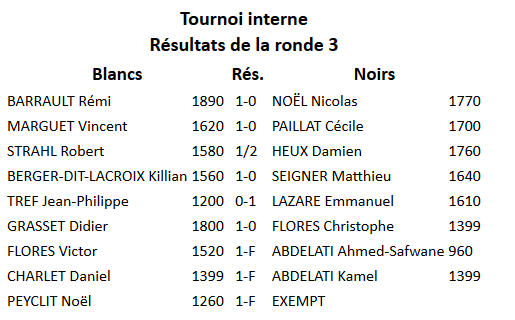 Tournoi interne
Résultats de la ronde 3
Blancs Rés. Noirs
BARRAULT Rémi 1890 1-0 NOËL Nicolas 1770
MARGUET Vincent 1620 1-0 PAILLAT Cécile 1700
STRAHL Robert 1580 1/2 HEUX Damien 1760
BERGER-DIT-LACROIX Killian 1560 1-0 SEIGNER Matthieu 1640
TREF Jean-Philippe 1200 0-1 LAZARE Emmanuel 1610
GRASSET Didier 1800 1-0 FLORES Christophe 1399
FLORES Victor 1520 1-F ABDELATI Ahmed-Safwane 960
CHARLET Daniel 1399 1-F ABDELATI Kamel 1399
PEYCLIT Noël 1260 1-F EXEMPT